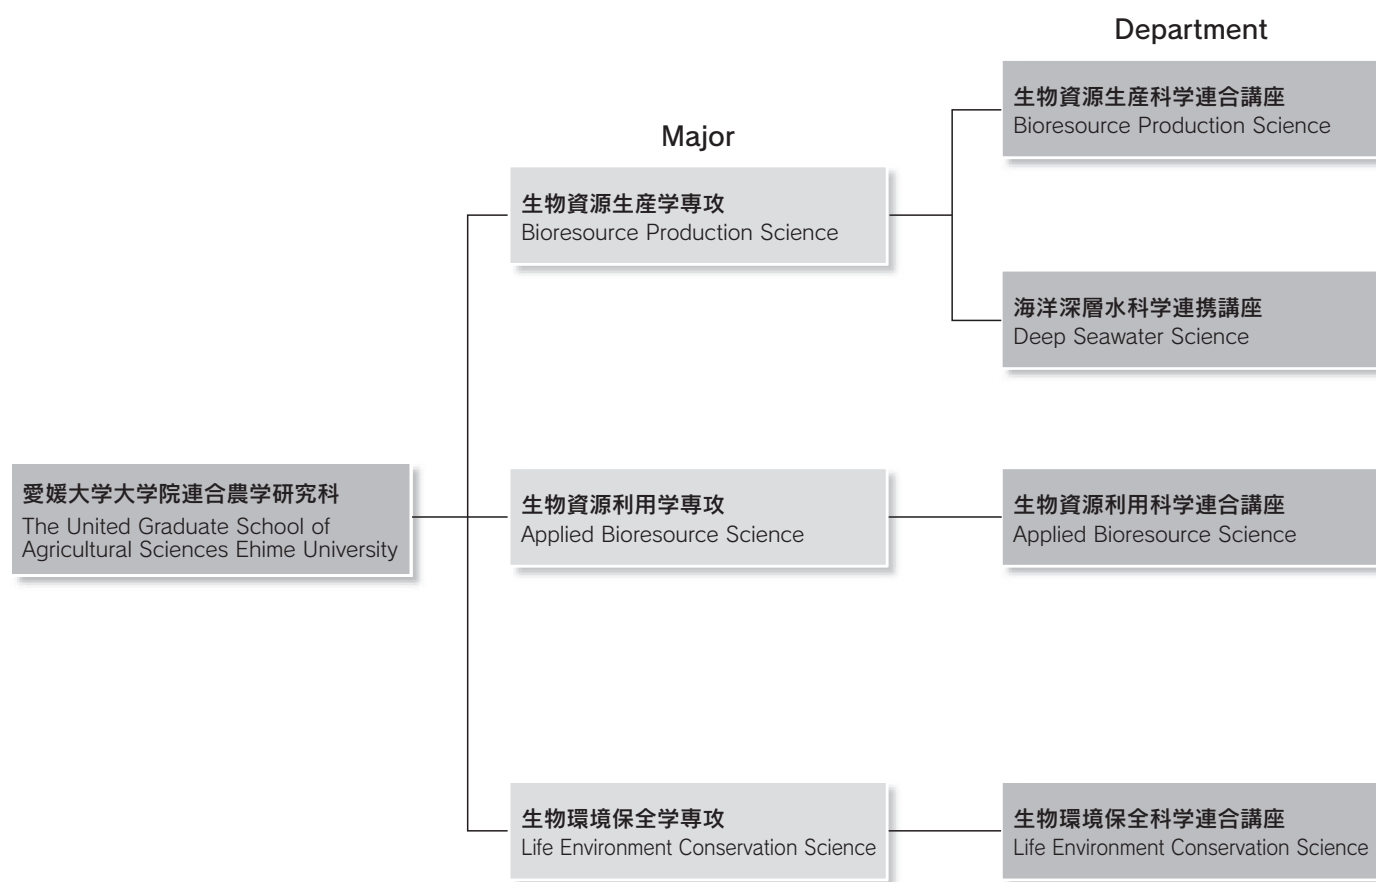 Department
生物資源生産科学連合講座
Bioresource Production Science
Major
生物資源生産学専攻
Bioresource Production Science
海洋深層水科学連携講座
Deep Seawater Science
愛媛大学大学院連合農学研究科
The United Graduate School of
Agricultural Sciences Ehime University
生物資源利用学専攻
Applied Bioresource Science
生物資源利用科学連合講座
Applied Bioresource Science
生物環境保全学専攻
Life Environment Conservation Science
生物環境保全科学連合講座
Life Environment Conservation Science